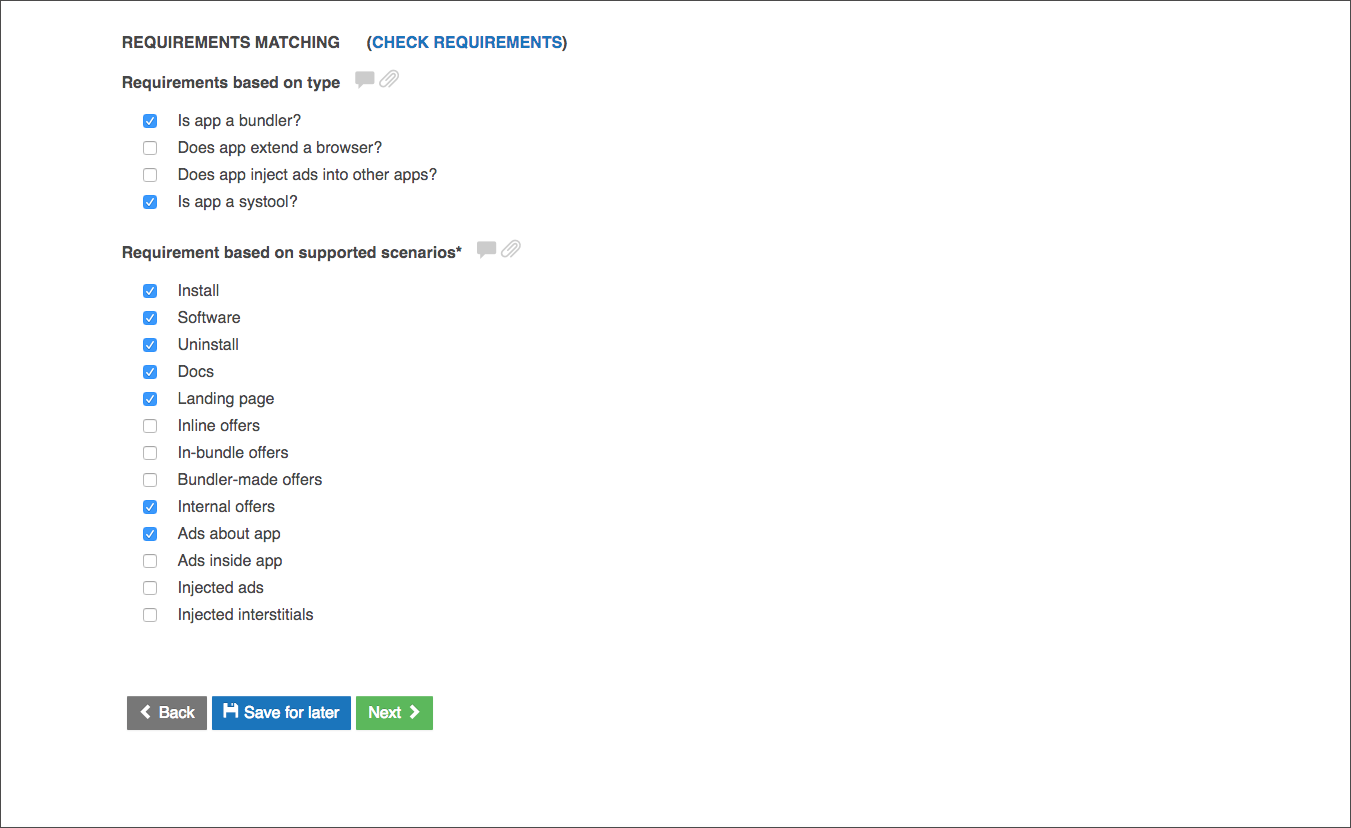 REQUIREMENTS MATCHING (CHECK REQUIREMENTS)
Requirements based on type
Is app a bundler?
Does app extend a browser?
Does app inject ads into other apps?
Is app a systool?
Requirement based on supported scenarios*
Install
Software
Uninstall
Docs
Landing page
Inline offers
In-bundle offers
Bundler-made offers
Internal offers
Ads about app
Ads inside app
Injected ads
Injected interstitials
Back Save for later Next